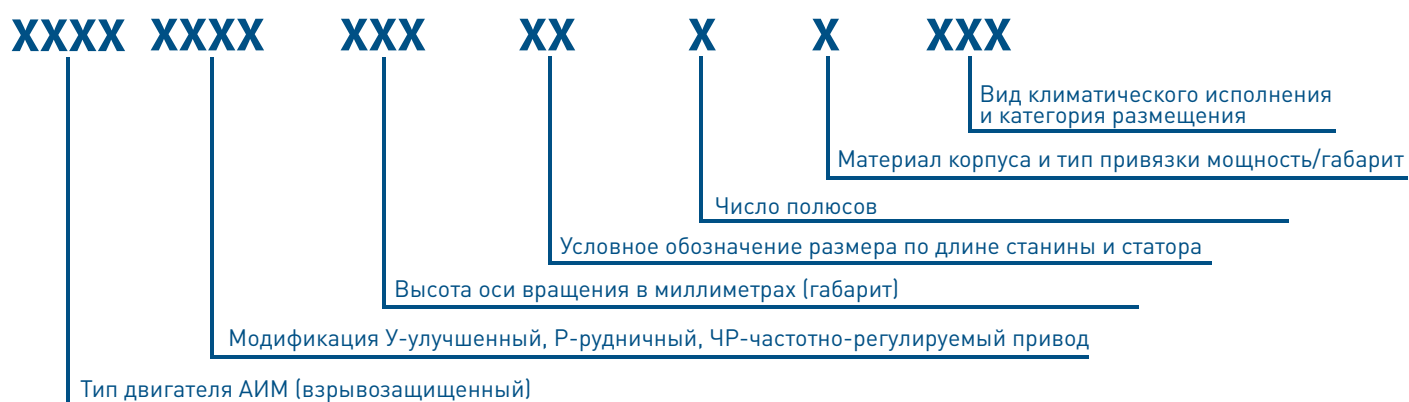 XXXX XXXX XXX XX X X XXX
Вид климатического исполнения
и категория размещения
Материал корпуса и тип привязки мощность/габарит
Число полюсов
Условное обозначение размера по длине станины и статора
Высота оси вращения в миллиметрах (габарит)
Модификация У-улучшенный, Р-рудничный, ЧР-частотно-регулируемый привод
Тип двигателя АИМ (взрывозащищенный)